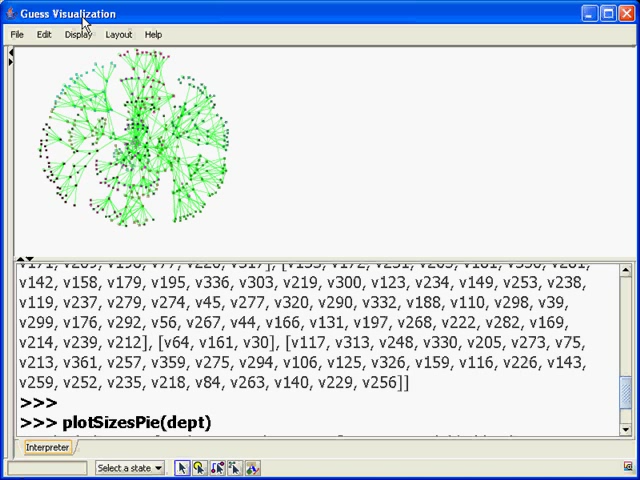 Guess Visualization
File Edit Display Layout Help
142, v158, v179, v195, v336, v303, v219, v300, v123, v234, v149, v253, v238,
v119, v237, v279, v274, v45, v277, v320, v290, v332, v188, v110, v298, v39,
v299, v176, v292, v56, v267, v44, v166, v131, v197, v268, v222, v282, v169,
v214, v239, v212], [v64, v161, v30], [v117, v313, v248, v330, v205, v273, v75,
v213, v361, v257, v359, v275, v294, v106, v125, v326, v159, v116, v226, v143,
v259, v252, v235, v218, v84, v263, v140, v229, v256]]
>>>
>>> plotSizesPie(dept)
Interpreter
Select a state